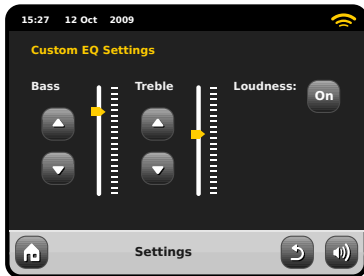 15:27 12 Oct 2009
Custom EQ Settings
Bass Treble Loudness: On
Settings